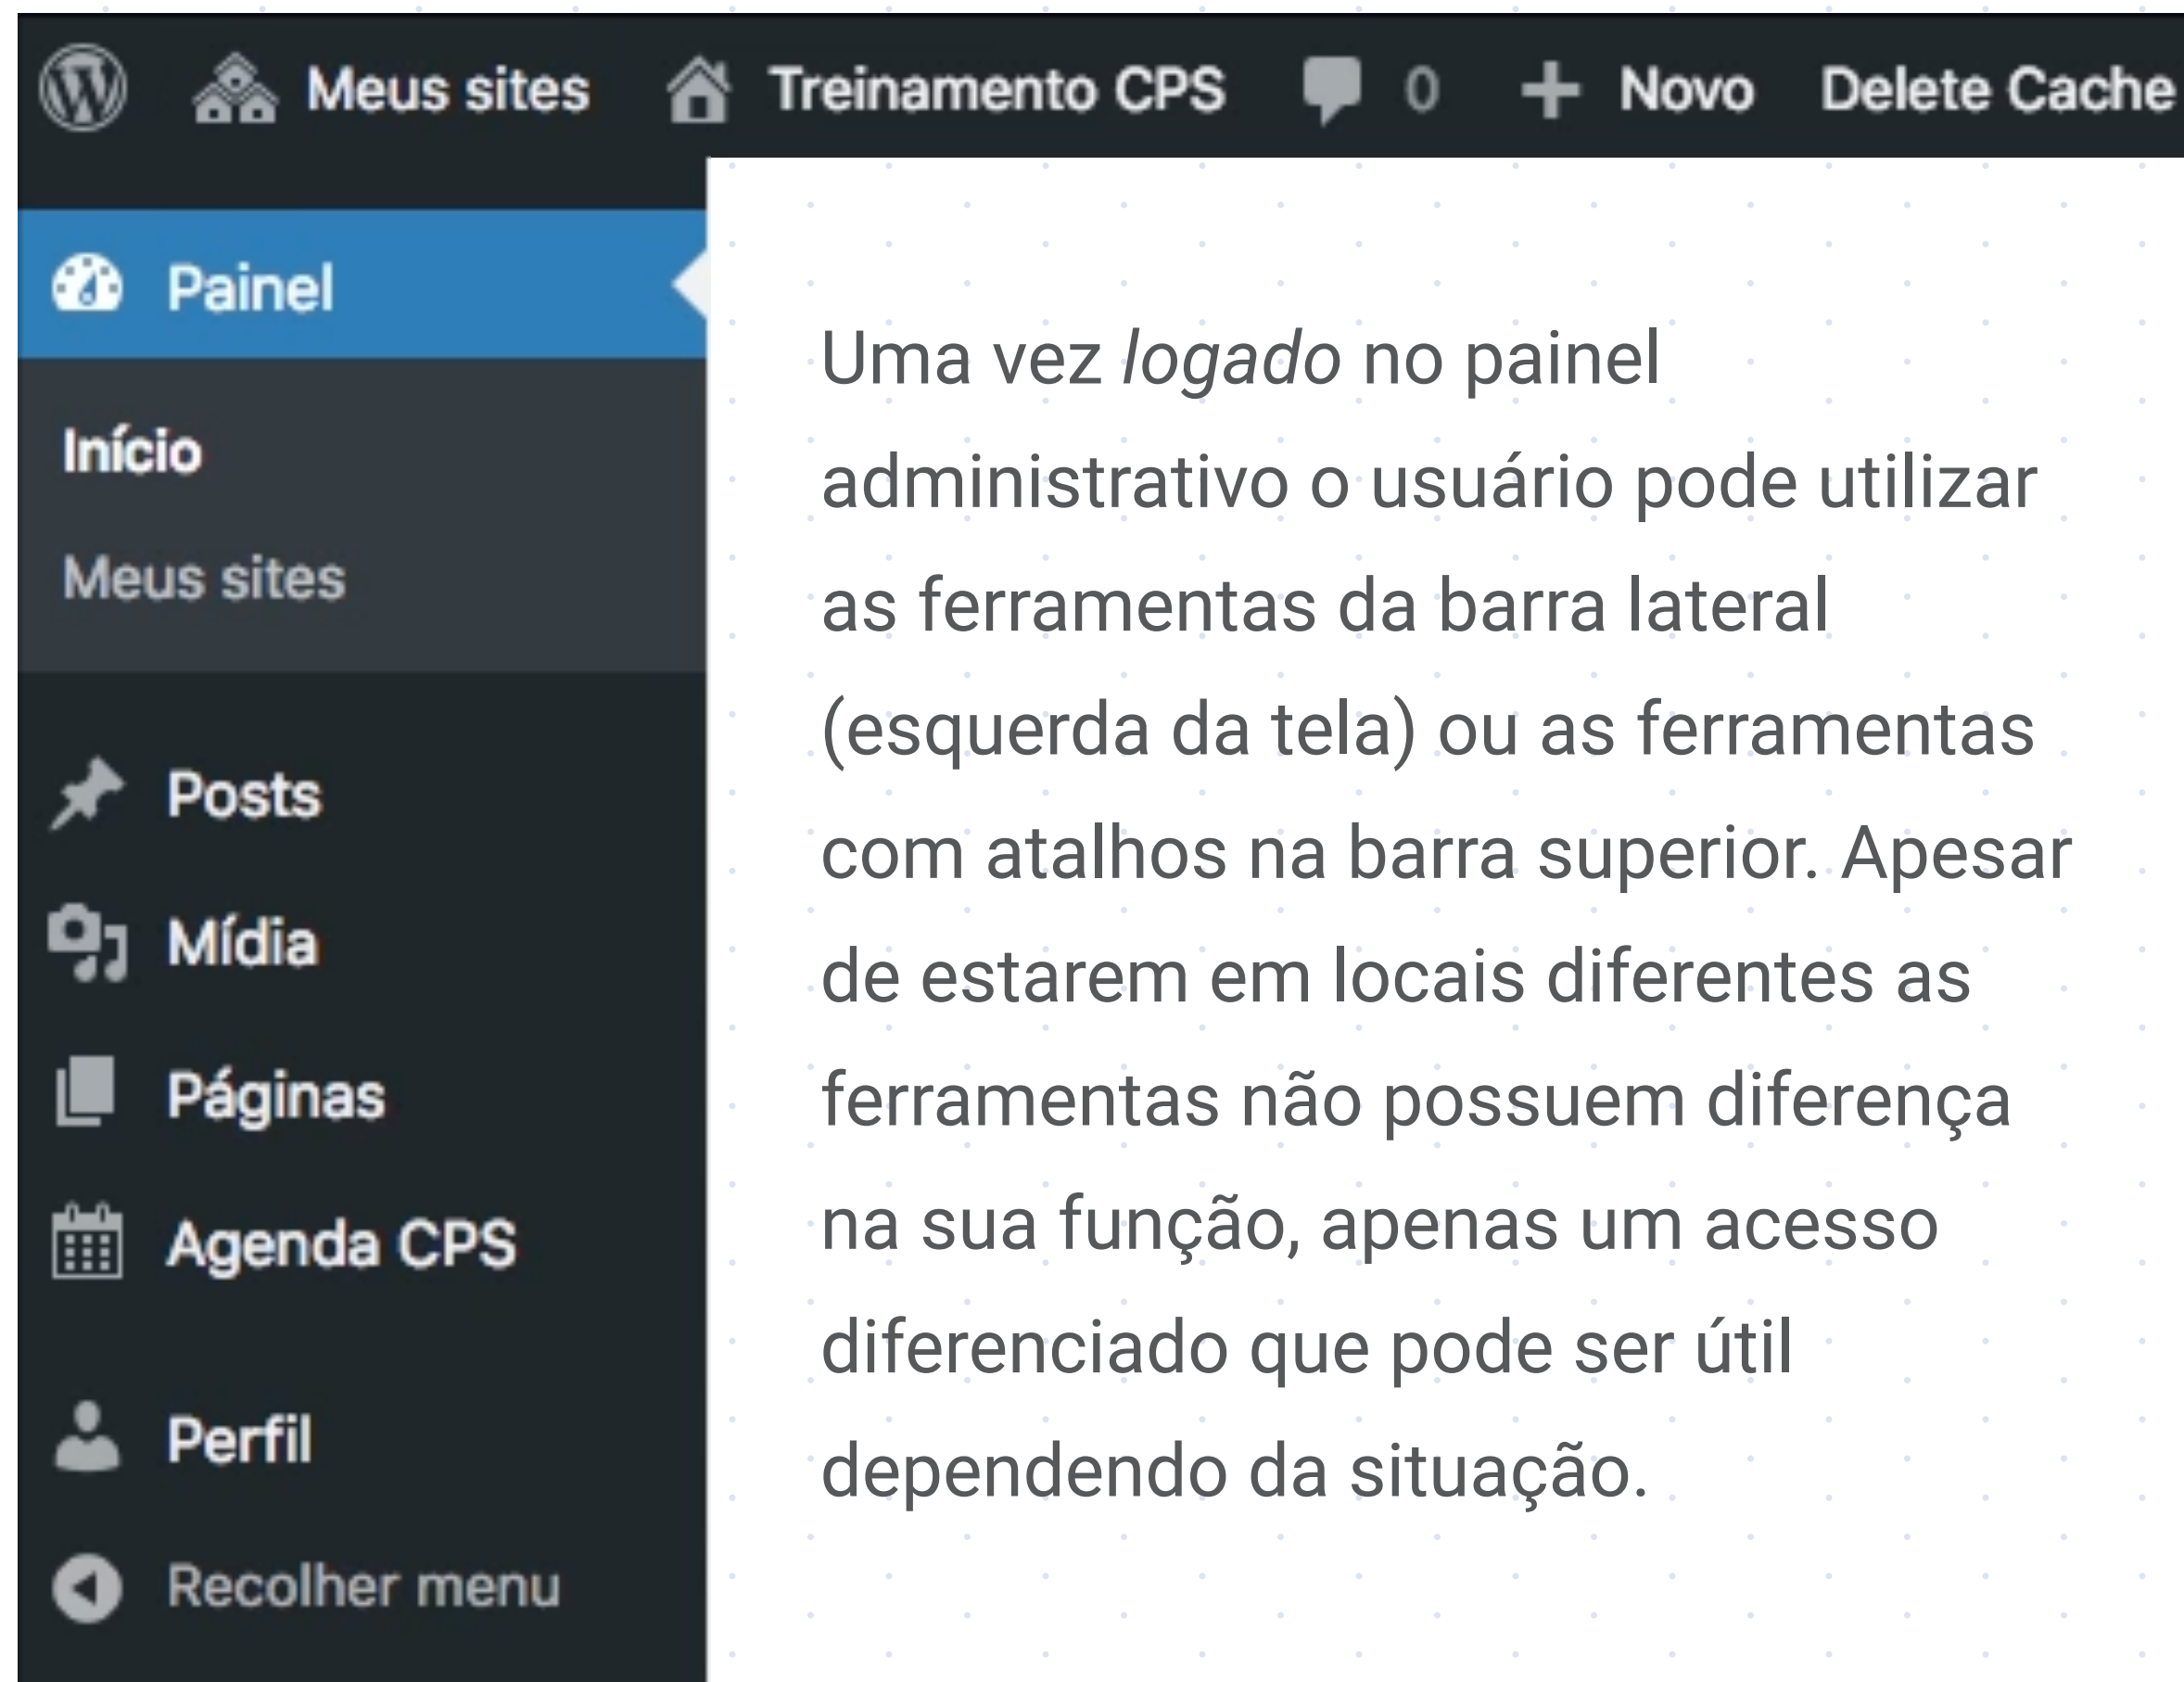 Meus sites Treinamento CPS 0 Novo Delete Cache
Painel
Início
Meus sites
Posts
Mídia
Páginas
Agenda CPS
Perfil
Recolher menu
Uma vez logado no painel
administrativo o usuário pode utilizar
as ferramentas da barra lateral
(esquerda da tela) ou as ferramentas
com atalhos na barra superior. Apesar
de estarem em locais diferentes as
ferramentas não possuem diferença
na sua função, apenas um acesso
diferenciado que pode ser útil
dependendo da situação.